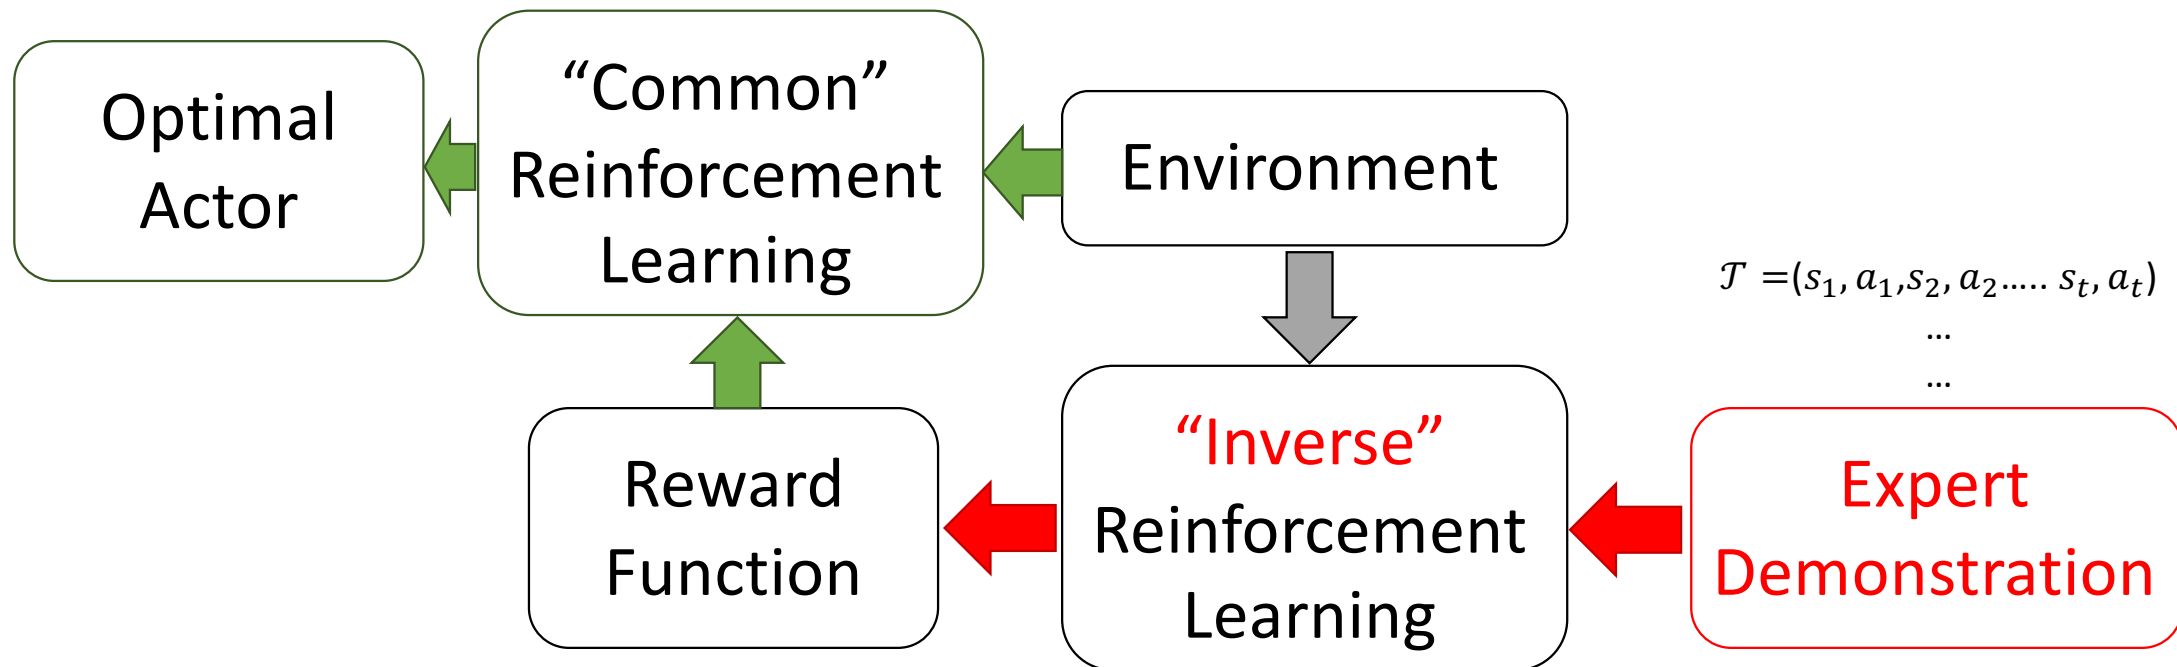 Optimal
Actor
“Common”
Reinforcement
Learning
Environment
𝒯 =(s₁, a₁,s₂, a₂..... sₜ, aₜ)
...
...
Reward
Function
“Inverse”
Reinforcement
Learning
Expert
Demonstration